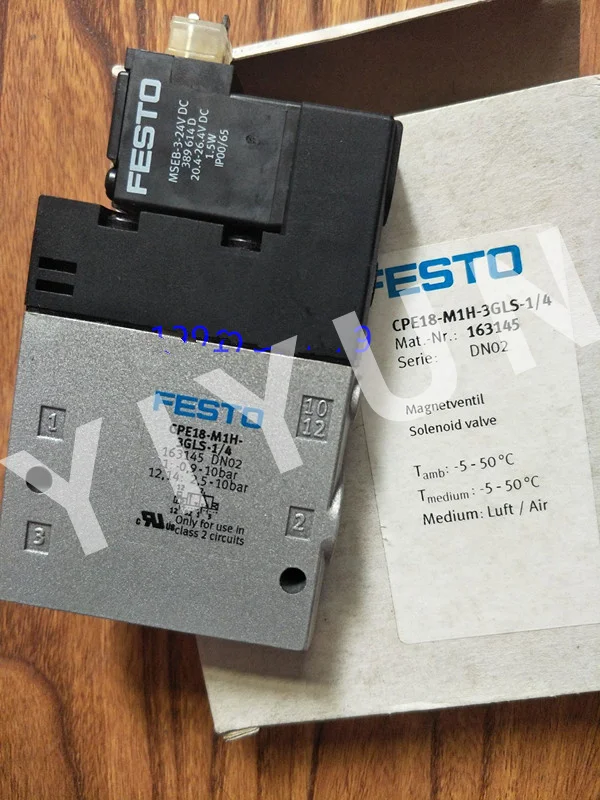 FESTO
MSEB-3-24V DC
389 614 D
20.4-26.4V DC
1.5W
IP00/65
FESTO
CPE18-M1H-
3GLS-1/4
163145 DN02
-0,9-10bar
12,14: 2,5-10bar
Only for use in
class 2 circuits
1
3
10
12
2
FESTO
CPE18-M1H-3GLS-1/4
Mat.-Nr.: 163145
Serie: DN02
Magnetventil
Solenoid valve
Tamb: -5 - 50 °C
Tmedium: -5 - 50 °C
Medium: Luft / Air
YIYUN